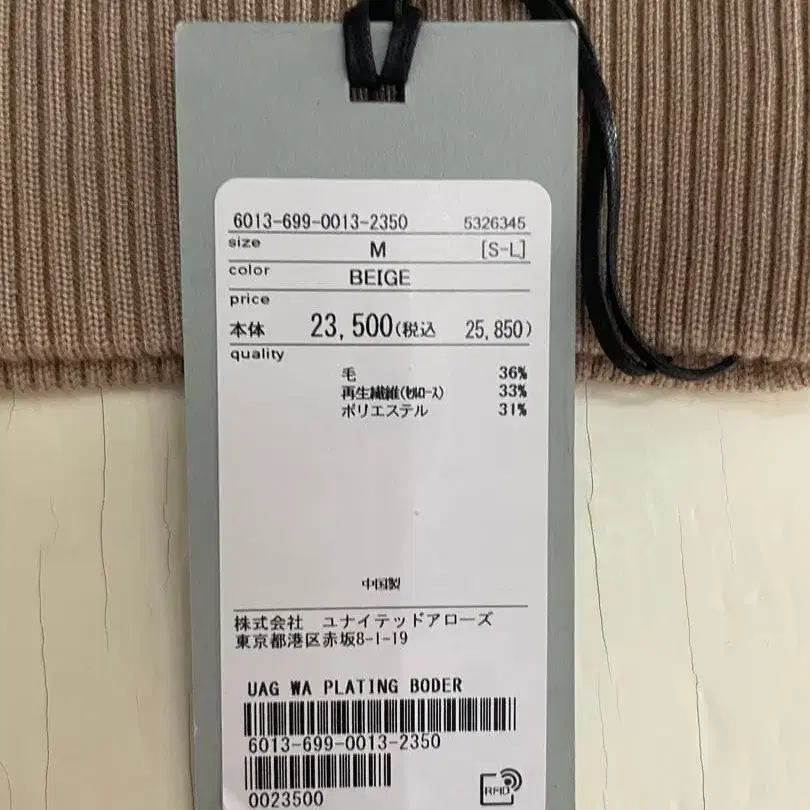 6013-699-0013-2350 5326345
size M [S-L]
color BEIGE
price
本体 23,500(税込 25,850)
quality
毛 36%
再生繊維(ｾﾙﾛｰｽ) 33%
ポリエステル 31%
中国製
株式会社 ユナイテッドアローズ
東京都港区赤坂8-1-19
UAG WA PLATING BODER
6013-699-0013-2350
0023500
RFID